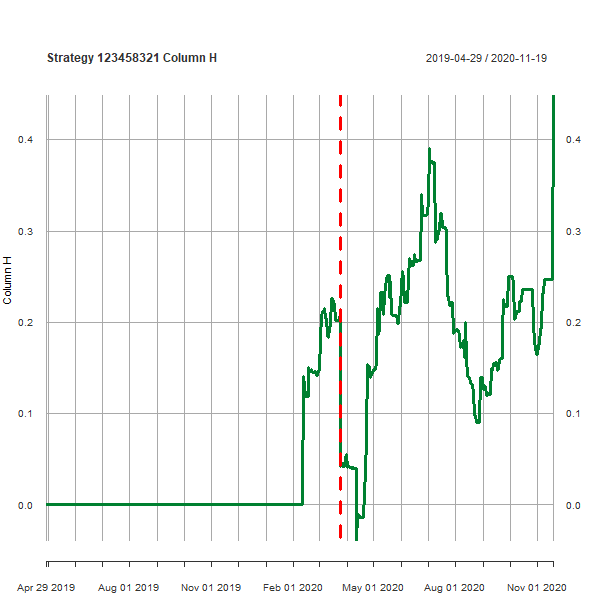 Strategy 123458321 Column H
2019-04-29 / 2020-11-19
0.4 0.4
0.3 0.3
Column H
0.2 0.2
0.1 0.1
0.0 0.0
Apr 29 2019 Aug 01 2019 Nov 01 2019 Feb 01 2020 May 01 2020 Aug 01 2020 Nov 01 2020